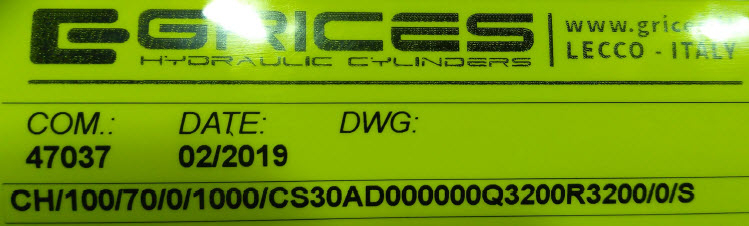 GRICES
HYDRAULIC CYLINDERS
www.grice
LECCO - ITALY
COM.: DATE: DWG:
47037 02/2019
CH/100/70/0/1000/CS30AD000000Q3200R3200/0/S